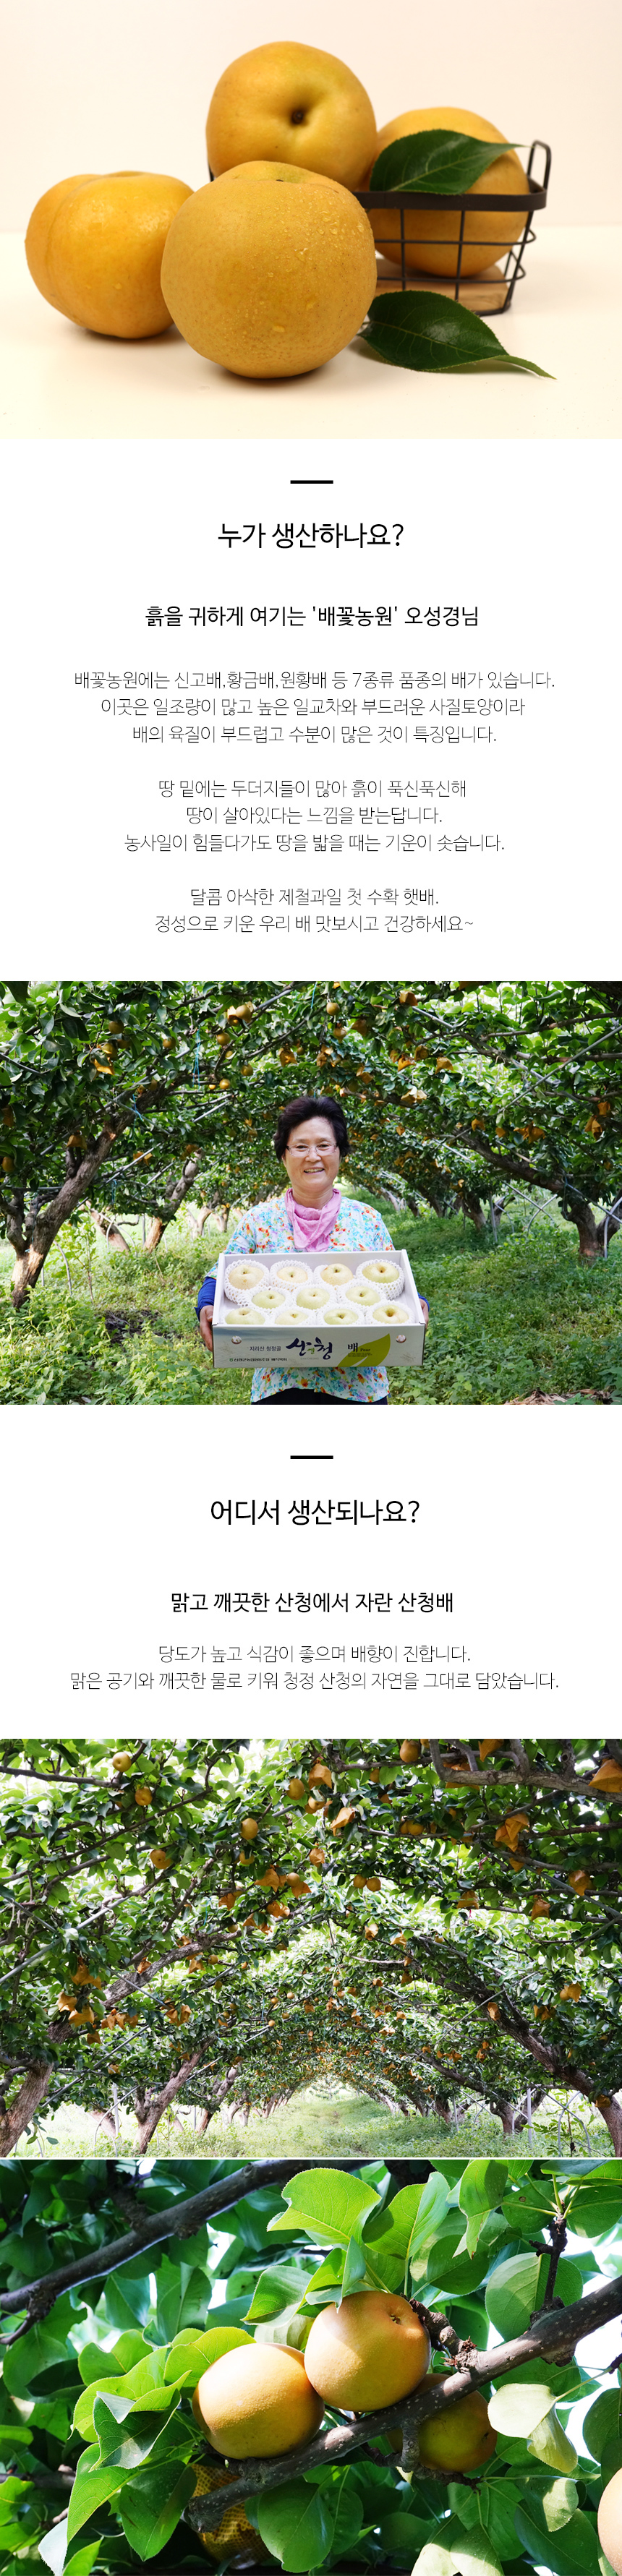 누가 생산하나요?
흙을 귀하게 여기는 '배꽃농원' 오성경님
배꽃농원에는 신고배,황금배,원황배 등 7종류 품종의 배가 있습니다.
이곳은 일조량이 많고 높은 일교차와 부드러운 사질토양이라
배의 육질이 부드럽고 수분이 많은 것이 특징입니다.
땅 밑에는 두더지들이 많아 흙이 푹신푹신해
땅이 살아있다는 느낌을 받는답니다.
농사일이 힘들다가도 땅을 밟을 때는 기운이 솟습니다.
달콤 아삭한 제철과일 첫 수확 햇배.
정성으로 키운 우리 배 맛보시고 건강하세요~
지리산 청정골
산청
배
어디서 생산되나요?
맑고 깨끗한 산청에서 자란 산청배
당도가 높고 식감이 좋으며 배향이 진합니다.
맑은 공기와 깨끗한 물로 키워 청정 산청의 자연을 그대로 담았습니다.